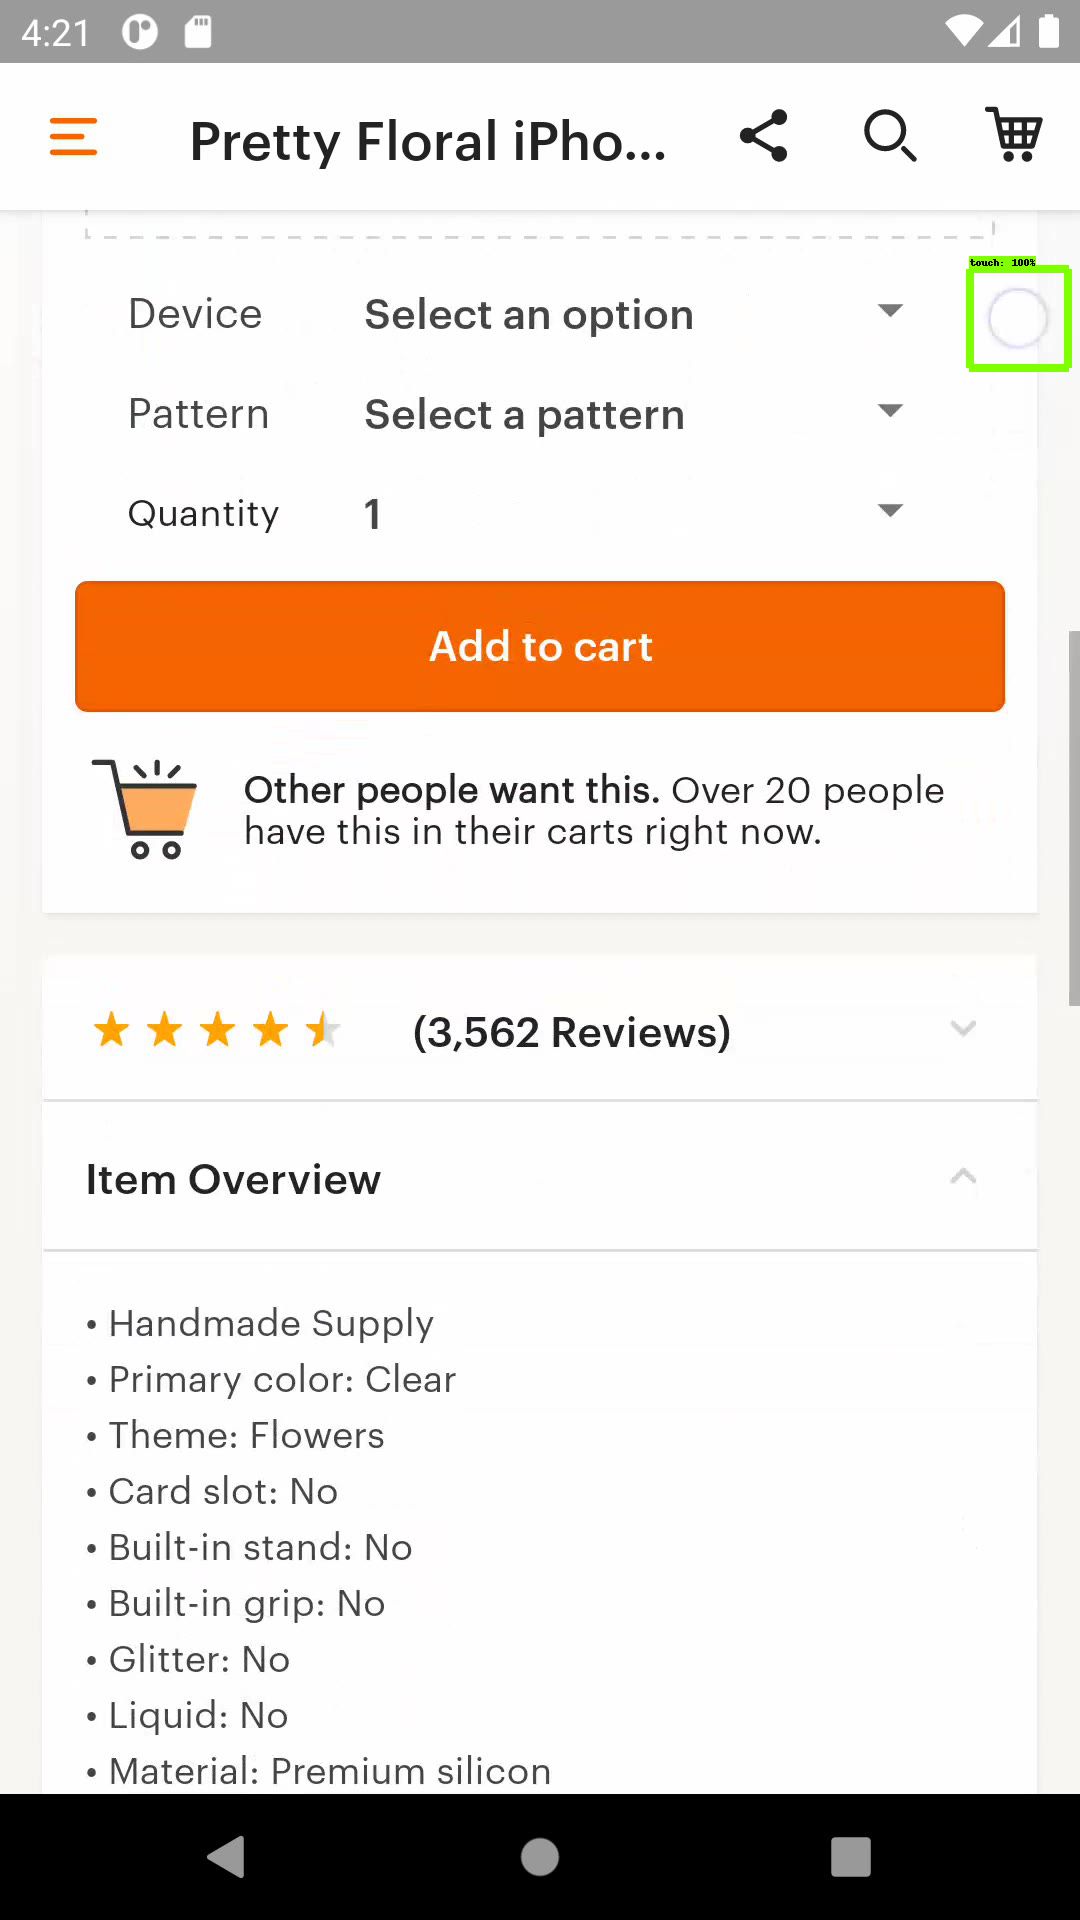 4:21
Pretty Floral iPho...
touch: 100%
Device Select an option
Pattern Select a pattern
Quantity 1
Add to cart
Other people want this. Over 20 people
have this in their carts right now.
(3,562 Reviews)
Item Overview
• Handmade Supply
• Primary color: Clear
• Theme: Flowers
• Card slot: No
• Built-in stand: No
• Built-in grip: No
• Glitter: No
• Liquid: No
• Material: Premium silicon